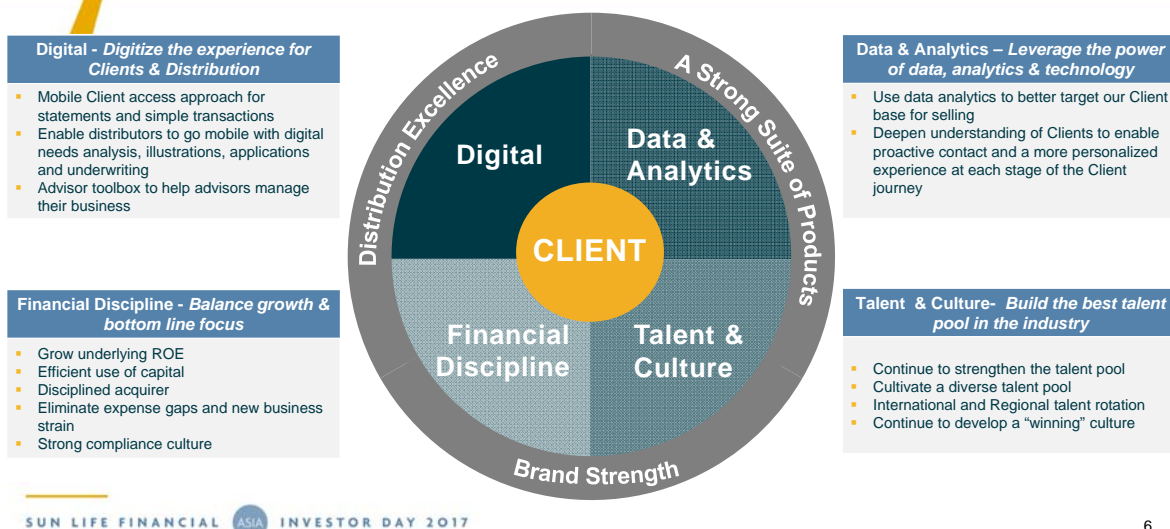 Digital - Digitize the experience for
Clients & Distribution
▪ Mobile Client access approach for
statements and simple transactions
▪ Enable distributors to go mobile with digital
needs analysis, illustrations, applications
and underwriting
▪ Advisor toolbox to help advisors manage
their business
Financial Discipline - Balance growth &
bottom line focus
▪ Grow underlying ROE
▪ Efficient use of capital
▪ Disciplined acquirer
▪ Eliminate expense gaps and new business
strain
▪ Strong compliance culture
Distribution Excellence
A Strong Suite of Products
Brand Strength
Digital
Data &
Analytics
CLIENT
Financial
Discipline
Talent &
Culture
Data & Analytics – Leverage the power
of data, analytics & technology
▪ Use data analytics to better target our Client
base for selling
▪ Deepen understanding of Clients to enable
proactive contact and a more personalized
experience at each stage of the Client
journey
Talent & Culture- Build the best talent
pool in the industry
▪ Continue to strengthen the talent pool
▪ Cultivate a diverse talent pool
▪ International and Regional talent rotation
▪ Continue to develop a “winning” culture
SUN LIFE FINANCIAL ASIA INVESTOR DAY 2017
6